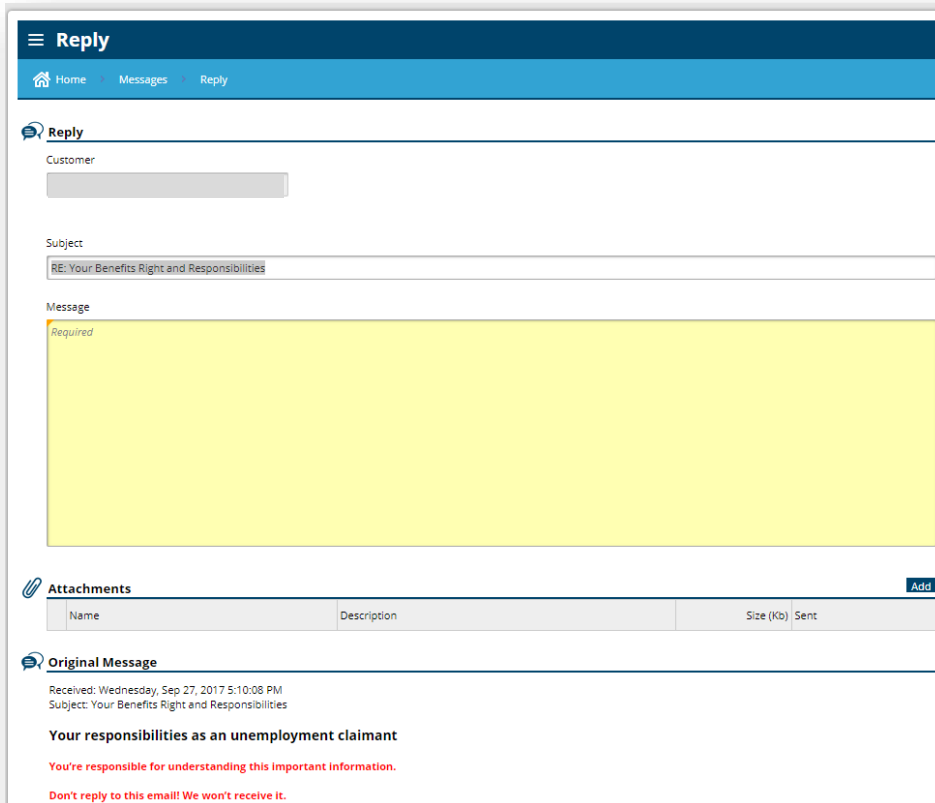 Reply
Home Messages Reply
Reply
Customer
Subject
RE: Your Benefits Right and Responsibilities
Message
Required
Attachments
Add
Name Description Size (Kb) Sent
Original Message
Received: Wednesday, Sep 27, 2017 5:10:08 PM
Subject: Your Benefits Right and Responsibilities
Your responsibilities as an unemployment claimant
You're responsible for understanding this important information.
Don't reply to this email! We won't receive it.